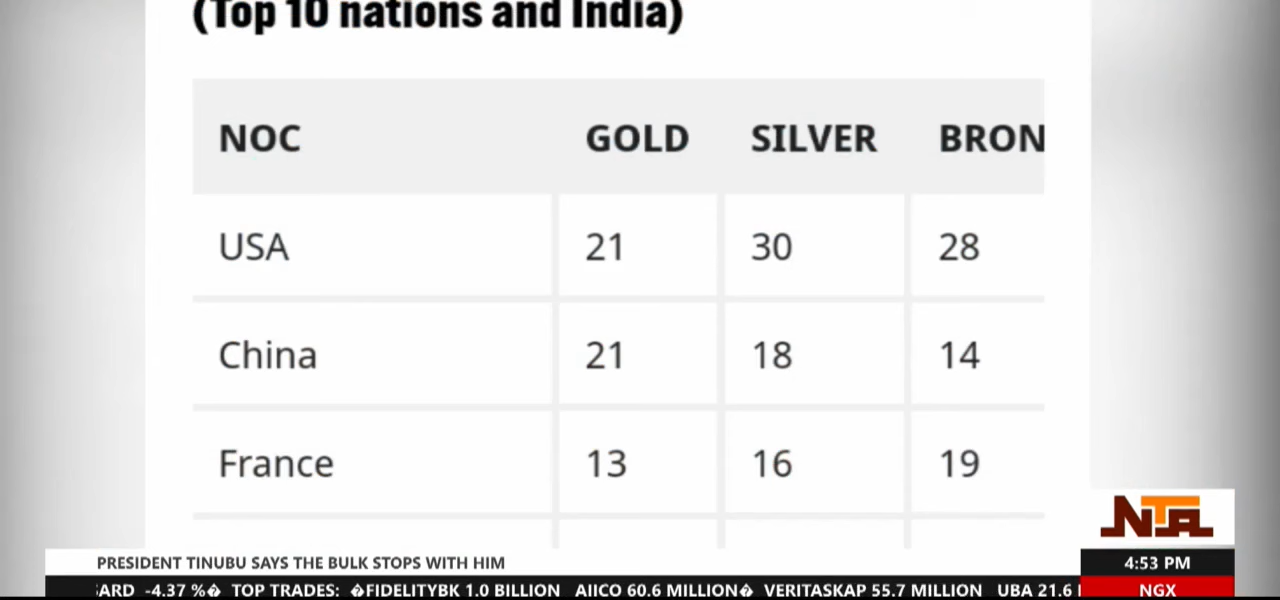 (Top 10 nations and India)
NOC GOLD SILVER BRON
USA 21 30 28
China 21 18 14
France 13 16 19
NTA
PRESIDENT TINUBU SAYS THE BULK STOPS WITH HIM
4:53 PM
ARD -4.37 %� TOP TRADES: �FIDELITYBK 1.0 BILLION AIICO 60.6 MILLION� VERITASKAP 55.7 MILLION UBA 21.6
NGX